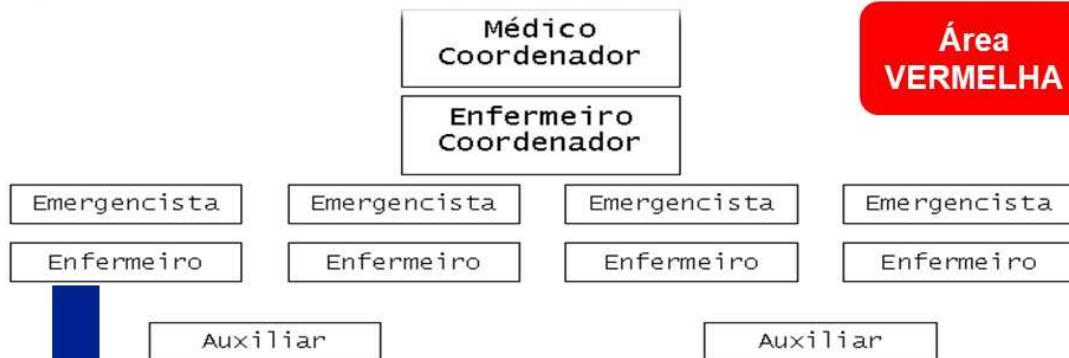 Médico
Coordenador
Área
VERMELHA
Enfermeiro
Coordenador
Emergencista Emergencista Emergencista Emergencista
Enfermeiro Enfermeiro Enfermeiro Enfermeiro
Auxiliar Auxiliar